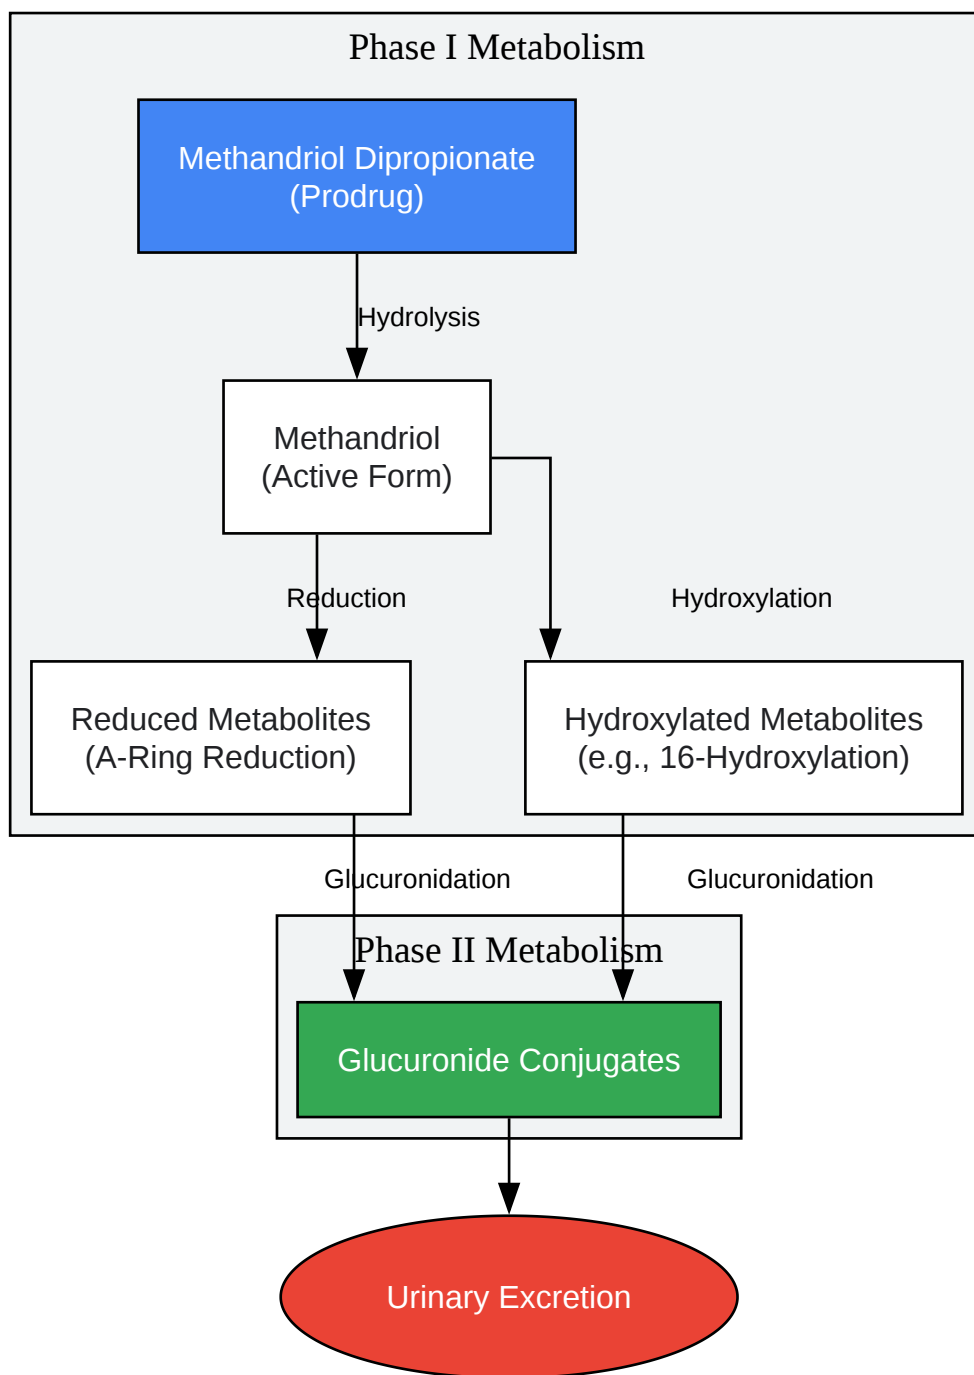 Phase I Metabolism
Methandriol Dipropionate
(Prodrug)
Hydrolysis
Methandriol
(Active Form)
Reduction
Hydroxylation
Reduced Metabolites
(A-Ring Reduction)
Hydroxylated Metabolites
(e.g., 16-Hydroxylation)
Glucuronidation
Glucuronidation
Phase II Metabolism
Glucuronide Conjugates
Urinary Excretion